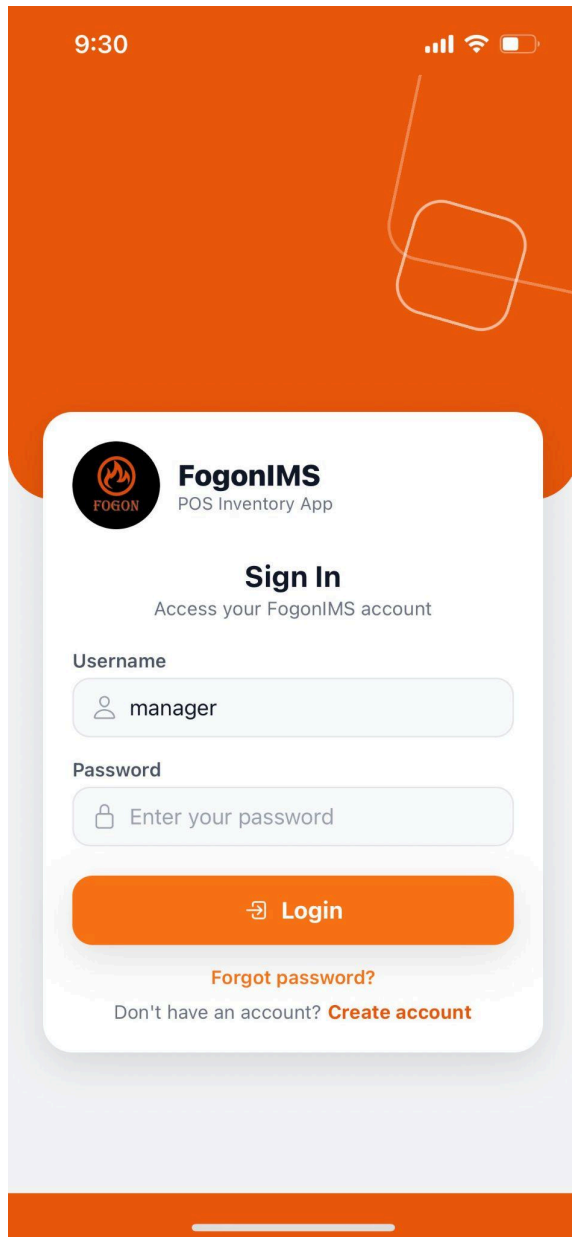 9:30
FOGON
FogonIMS
POS Inventory App
Sign In
Access your FogonIMS account
Username
manager
Password
Enter your password
Login
Forgot password?
Don't have an account? Create account